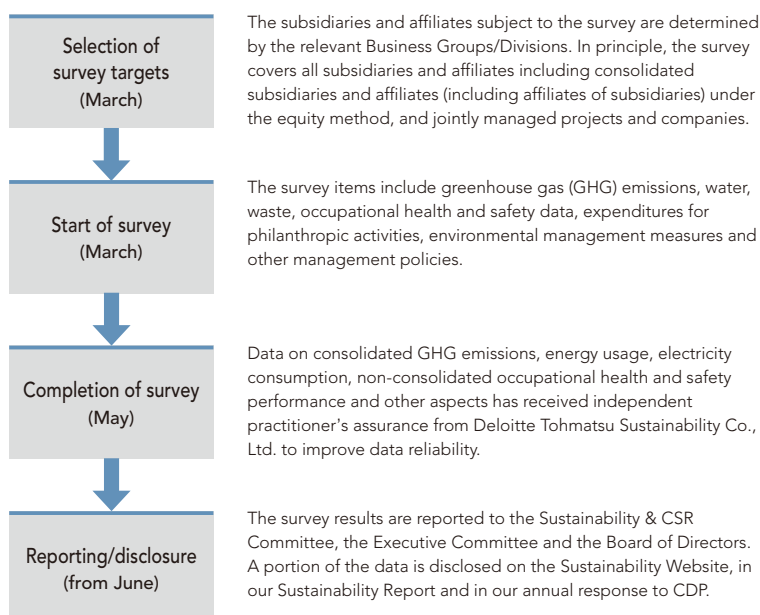 Selection of
survey targets
(March)
The subsidiaries and affiliates subject to the survey are determined
by the relevant Business Groups/Divisions. In principle, the survey
covers all subsidiaries and affiliates including consolidated
subsidiaries and affiliates (including affiliates of subsidiaries) under
the equity method, and jointly managed projects and companies.
Start of survey
(March)
The survey items include greenhouse gas (GHG) emissions, water,
waste, occupational health and safety data, expenditures for
philanthropic activities, environmental management measures and
other management policies.
Completion of survey
(May)
Data on consolidated GHG emissions, energy usage, electricity
consumption, non-consolidated occupational health and safety
performance and other aspects has received independent
practitioner's assurance from Deloitte Tohmatsu Sustainability Co.,
Ltd. to improve data reliability.
Reporting/disclosure
(from June)
The survey results are reported to the Sustainability & CSR
Committee, the Executive Committee and the Board of Directors.
A portion of the data is disclosed on the Sustainability Website, in
our Sustainability Report and in our annual response to CDP.